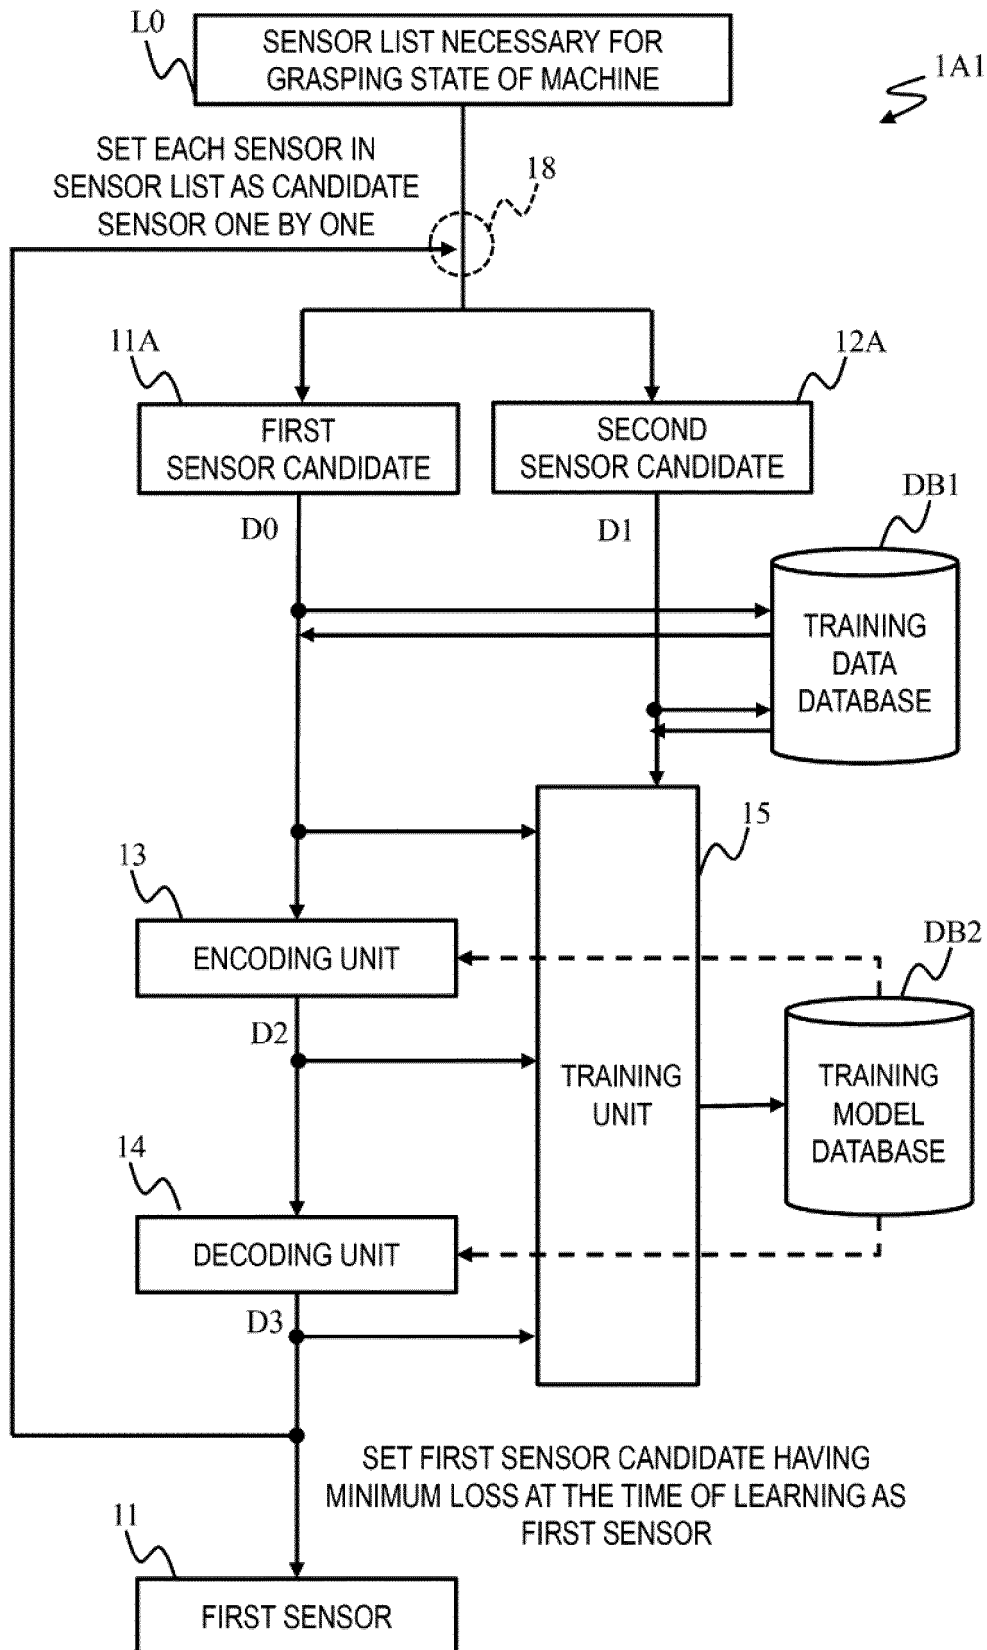 L0
SENSOR LIST NECESSARY FOR
GRASPING STATE OF MACHINE
1A1
SET EACH SENSOR IN
SENSOR LIST AS CANDIDATE
SENSOR ONE BY ONE
18
11A
12A
FIRST
SENSOR CANDIDATE
SECOND
SENSOR CANDIDATE
D0
D1
DB1
TRAINING
DATA
DATABASE
15
13
ENCODING UNIT
DB2
D2
TRAINING
UNIT
TRAINING
MODEL
DATABASE
14
DECODING UNIT
D3
SET FIRST SENSOR CANDIDATE HAVING
MINIMUM LOSS AT THE TIME OF LEARNING AS
FIRST SENSOR
11
FIRST SENSOR